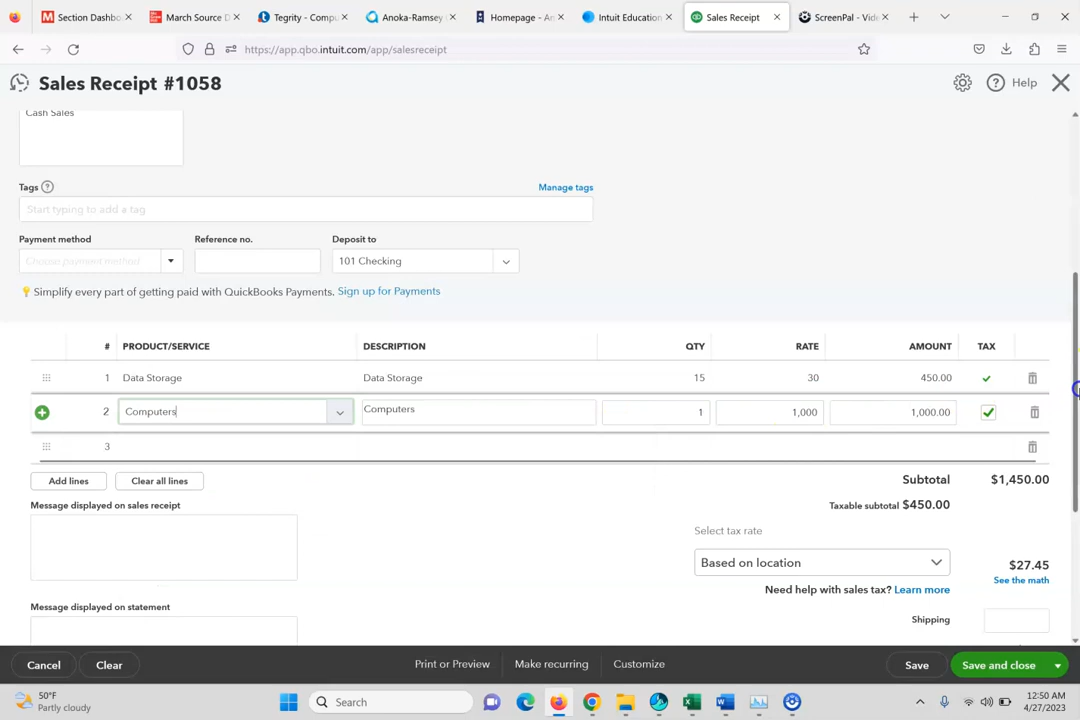 Section Dashbo
March Source D
Tegrity - Compu
Anoka-Ramsey
Homepage - An
Intuit Education
Sales Receipt
ScreenPal - Vide
https://app.qbo.intuit.com/app/salesreceipt
Sales Receipt #1058
Help
Cash Sales
Tags
Manage tags
Start typing to add a tag
Payment method
Reference no.
Deposit to
Choose payment method
101 Checking
Simplify every part of getting paid with QuickBooks Payments. Sign up for Payments
# PRODUCT/SERVICE DESCRIPTION QTY RATE AMOUNT TAX
1 Data Storage Data Storage 15 30 450.00
2 Computers Computers 1 1,000 1,000.00
3
Add lines
Clear all lines
Subtotal $1,450.00
Message displayed on sales receipt
Taxable subtotal $450.00
Select tax rate
Based on location
$27.45
See the math
Need help with sales tax? Learn more
Message displayed on statement
Shipping
Cancel
Clear
Print or Preview
Make recurring
Customize
Save
Save and close
50°F
Partly cloudy
Search
12:50 AM
4/27/2023